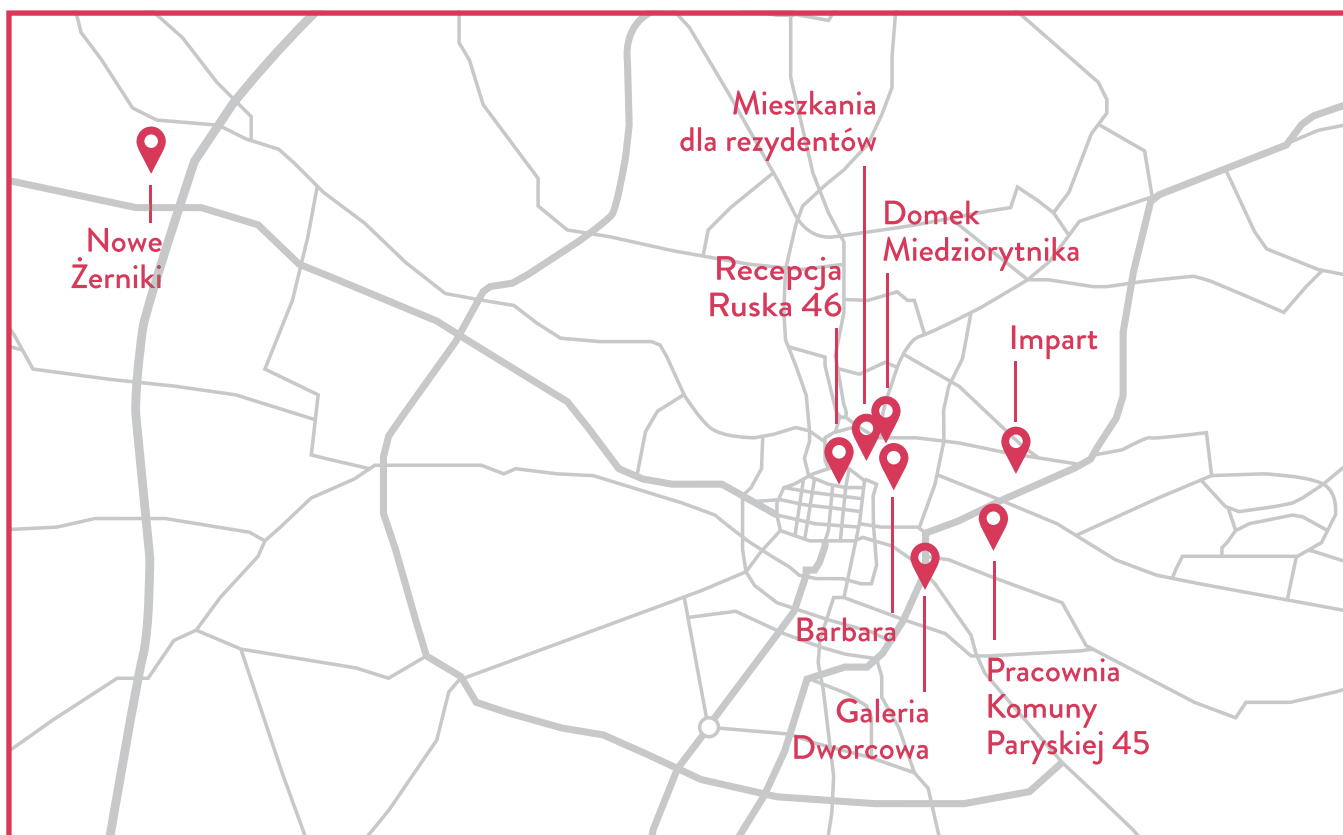 Mieszkania
dla rezydentów
Domek
Miedziorytnika
Nowe
Żerniki
Recepcja
Ruska 46
Impart
Barbara
Pracownia
Komuny
Paryskiej 45
Galeria
Dworcowa